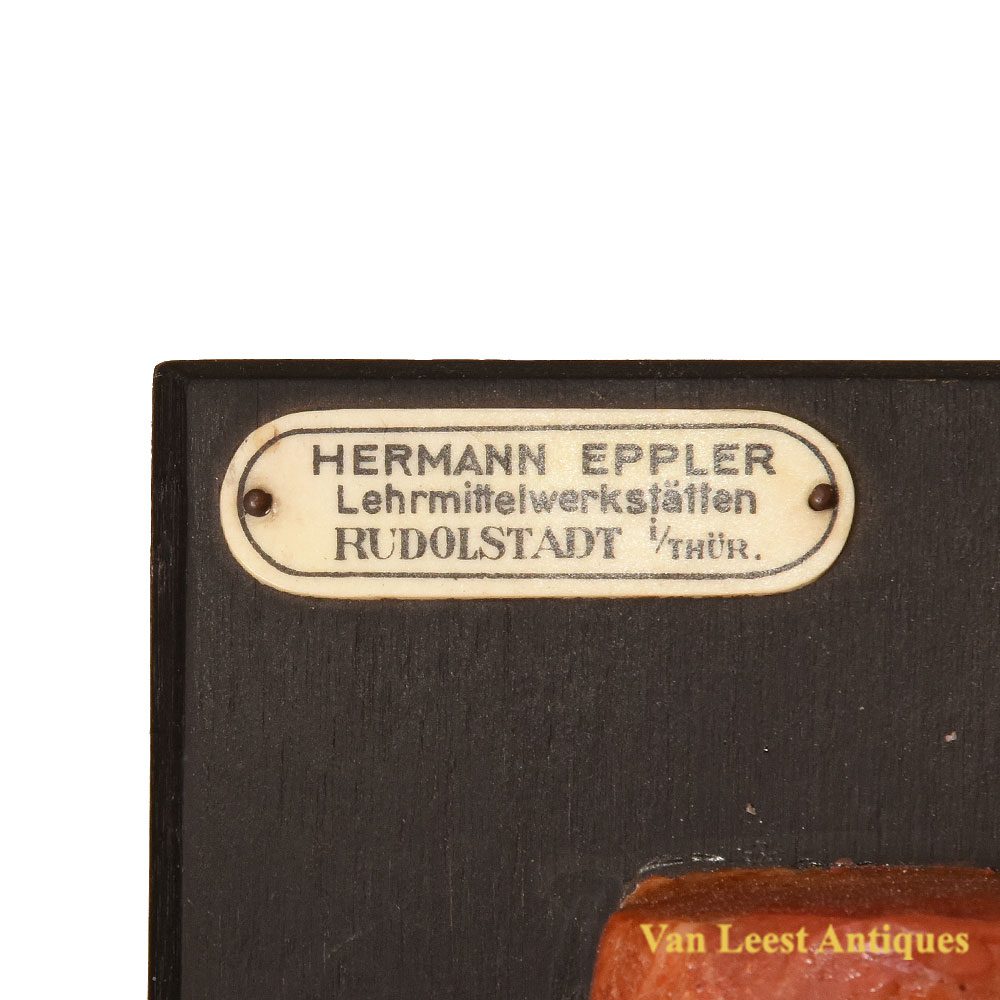 HERMANN EPPLER
Lehrmittelwerkstätten
RUDOLSTADT i/THÜR.
Van Leest Antiques